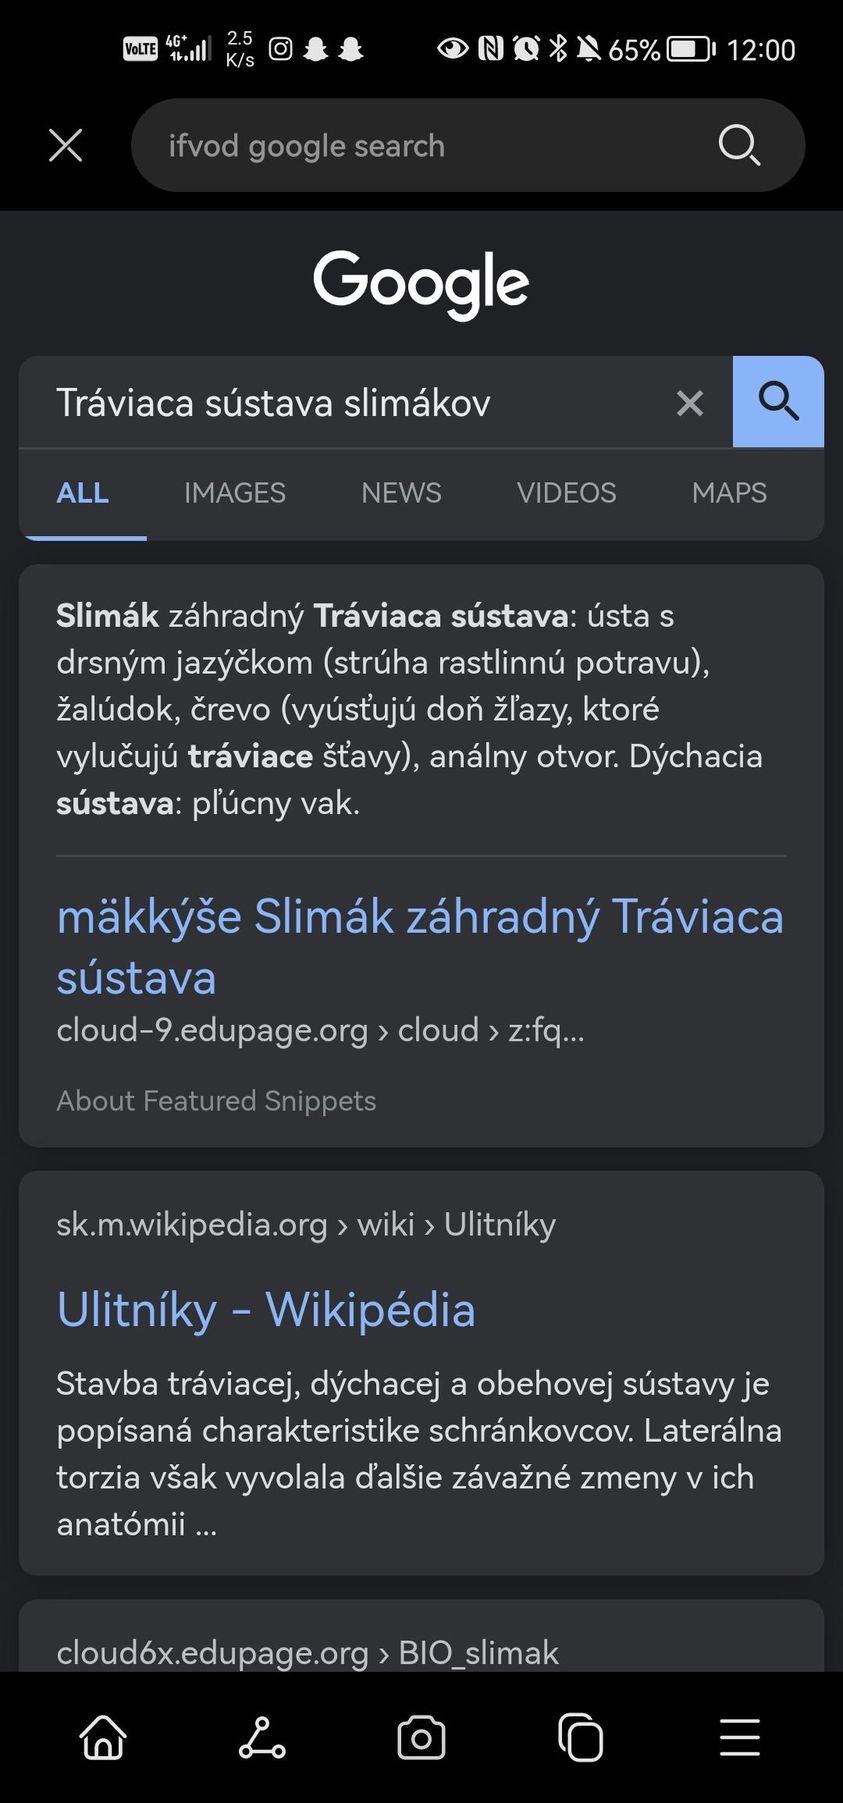 VoLTE 4G+ 2.5 K/s 65% 12:00
ifvod google search
Google
Tráviaca sústava slimákov
ALL IMAGES NEWS VIDEOS MAPS
Slimák záhradný Tráviaca sústava: ústa s
drsným jazýčkom (strúha rastlinnú potravu),
žalúdok, črevo (vyúsťujú doň žľazy, ktoré
vylučujú tráviace šťavy), análny otvor. Dýchacia
sústava: pľúcny vak.
mäkkýše Slimák záhradný Tráviaca
sústava
cloud-9.edupage.org › cloud › z:fq...
About Featured Snippets
sk.m.wikipedia.org › wiki › Ulitníky
Ulitníky - Wikipédia
Stavba tráviacej, dýchacej a obehovej sústavy je
popísaná charakteristike schránkovcov. Laterálna
torzia však vyvolala ďalšie závažné zmeny v ich
anatómii ...
cloud6x.edupage.org › BIO_slimak